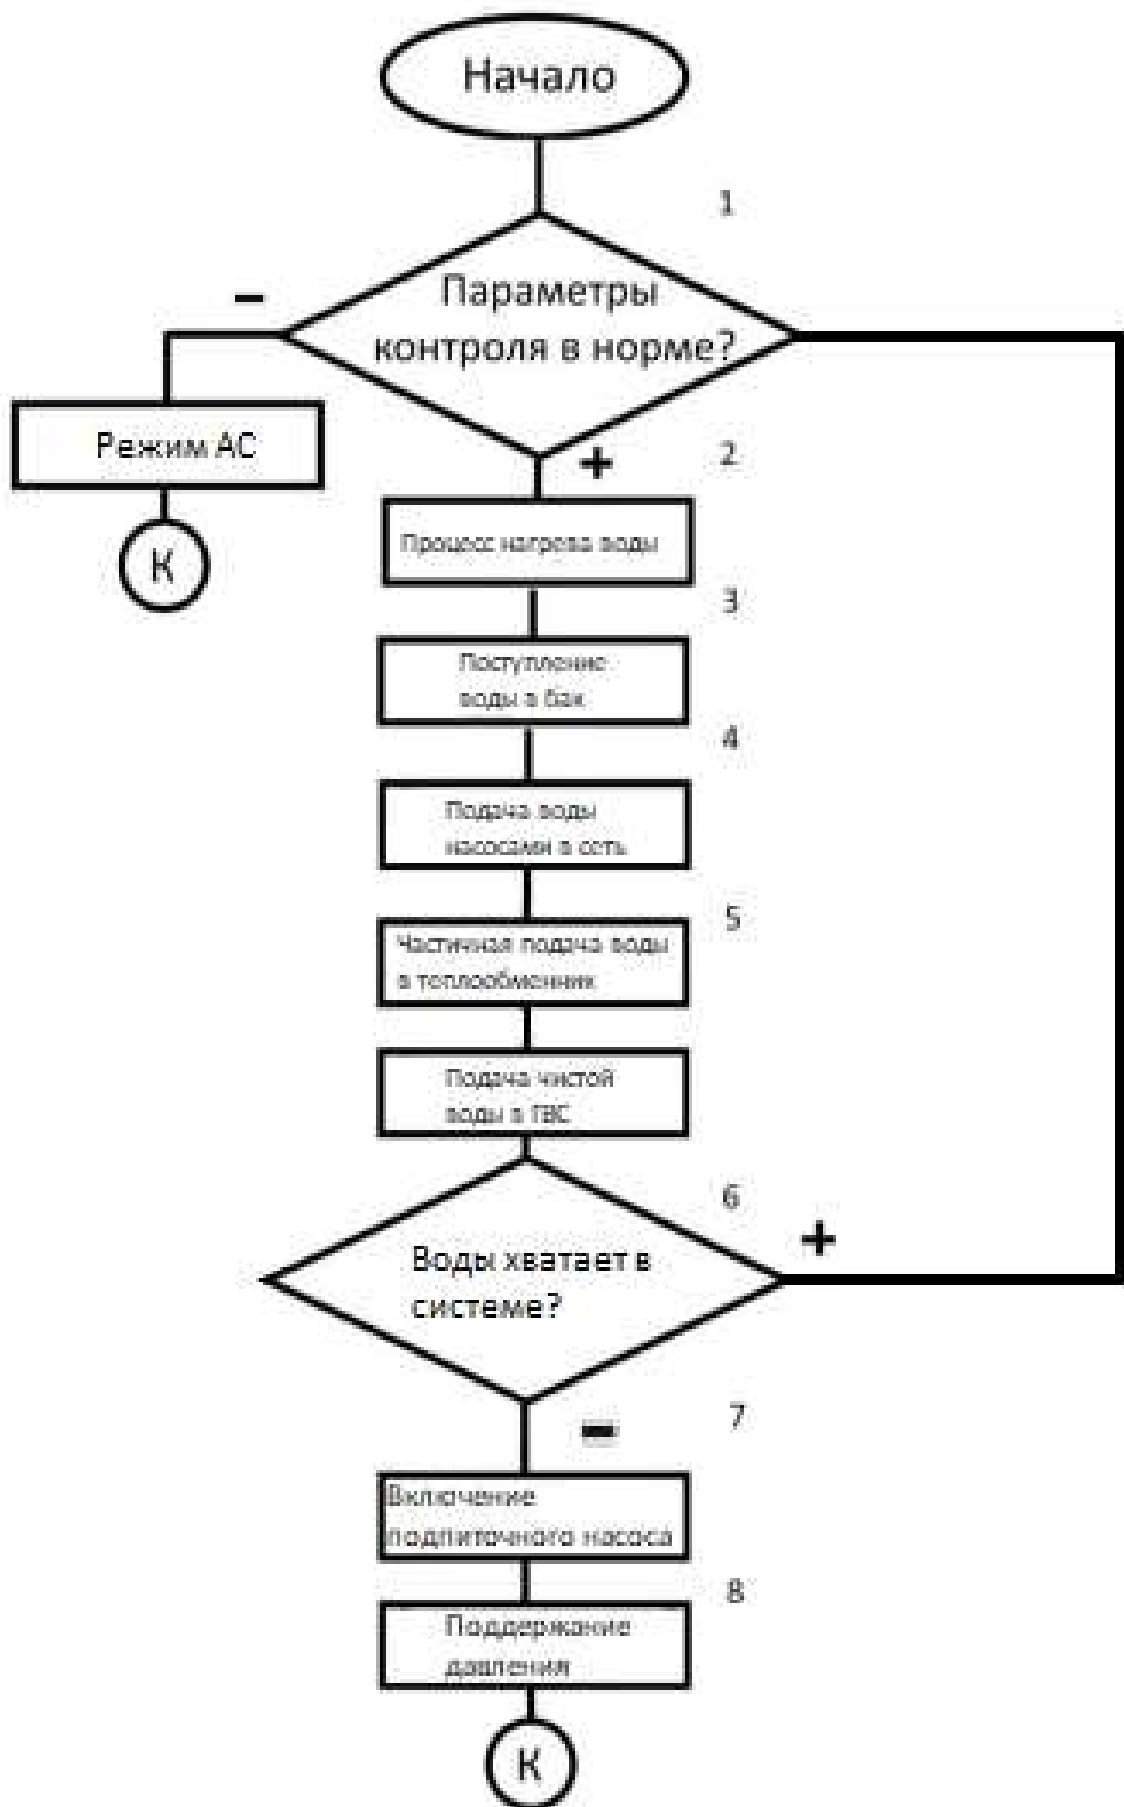 Начало
1
Параметры
контроля в норме?
−
Режим АС
К
+
2
Процесс нагрева воды
3
Поступление
воды в бак
4
Подача воды
насосами в сеть
5
Частичная подача воды
в теплообменник
Подача чистой
воды в ГВС
6
+
Воды хватает в
системе?
7
−
Включение
подпиточного насоса
8
Поддержание
давления
К